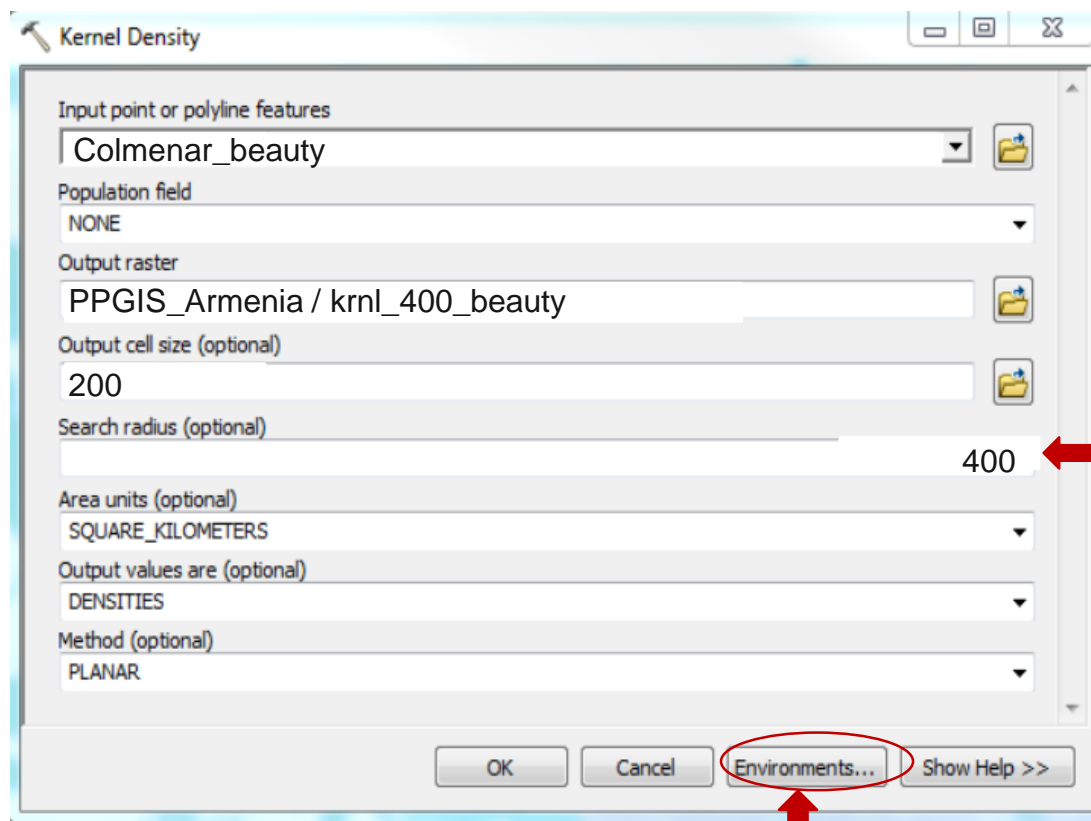 Kernel Density
Input point or polyline features
Colmenar_beauty
Population field
NONE
Output raster
PPGIS_Armenia / krnl_400_beauty
Output cell size (optional)
200
Search radius (optional)
400
Area units (optional)
SQUARE_KILOMETERS
Output values are (optional)
DENSITIES
Method (optional)
PLANAR
OK Cancel Environments... Show Help >>